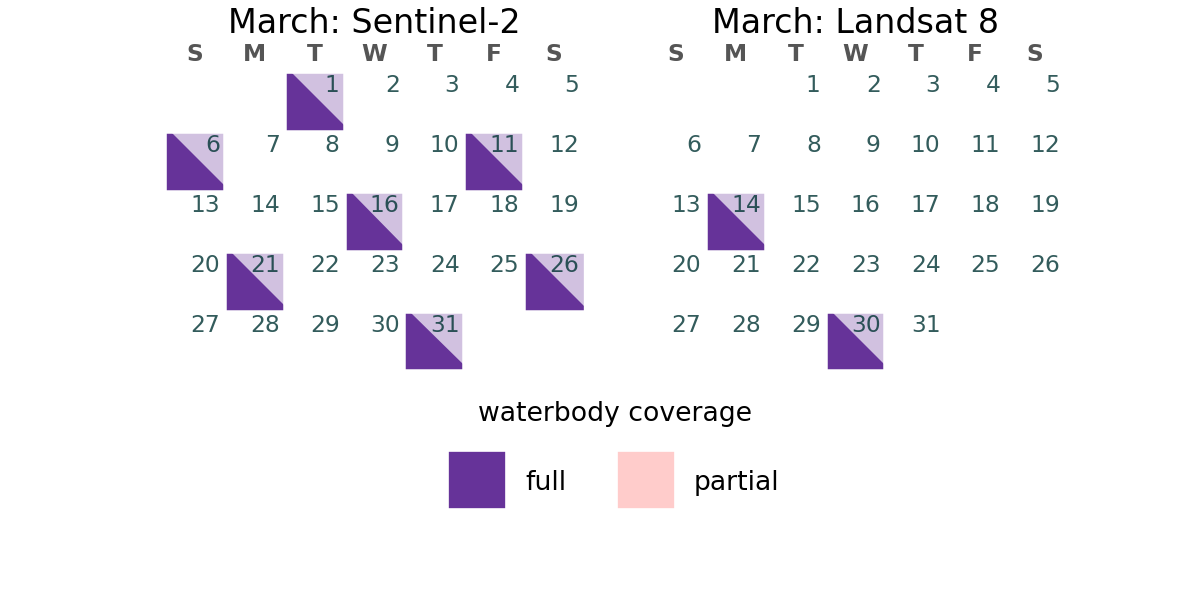 March: Sentinel-2
S M T W T F S
1 2 3 4 5
6 7 8 9 10 11 12
13 14 15 16 17 18 19
20 21 22 23 24 25 26
27 28 29 30 31
March: Landsat 8
S M T W T F S
1 2 3 4 5
6 7 8 9 10 11 12
13 14 15 16 17 18 19
20 21 22 23 24 25 26
27 28 29 30 31
waterbody coverage
full partial